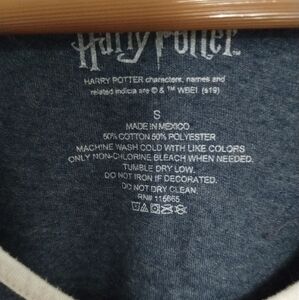 Harry Potter
HARRY POTTER characters, names and
related indicia are © & ™ WBEI. (s19)
S
MADE IN MEXICO
50% COTTON 50% POLYESTER
MACHINE WASH COLD WITH LIKE COLORS
ONLY NON-CHLORINE BLEACH WHEN NEEDED.
TUMBLE DRY LOW.
DO NOT IRON IF DECORATED.
DO NOT DRY CLEAN
RN# 115665